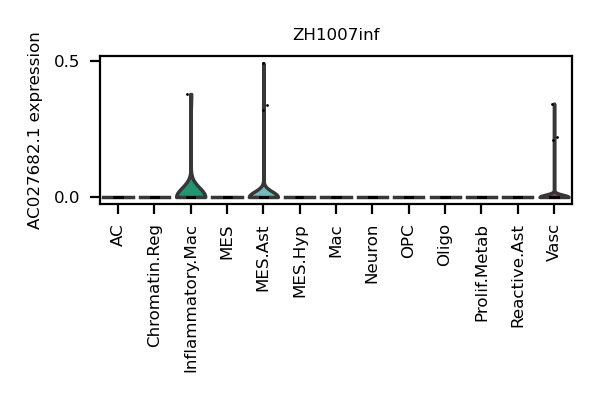 ZH1007inf
AC027682.1 expression
0.5
0.0
AC
Chromatin.Reg
Inflammatory.Mac
MES
MES.Ast
MES.Hyp
Mac
Neuron
OPC
Oligo
Prolif.Metab
Reactive.Ast
Vasc